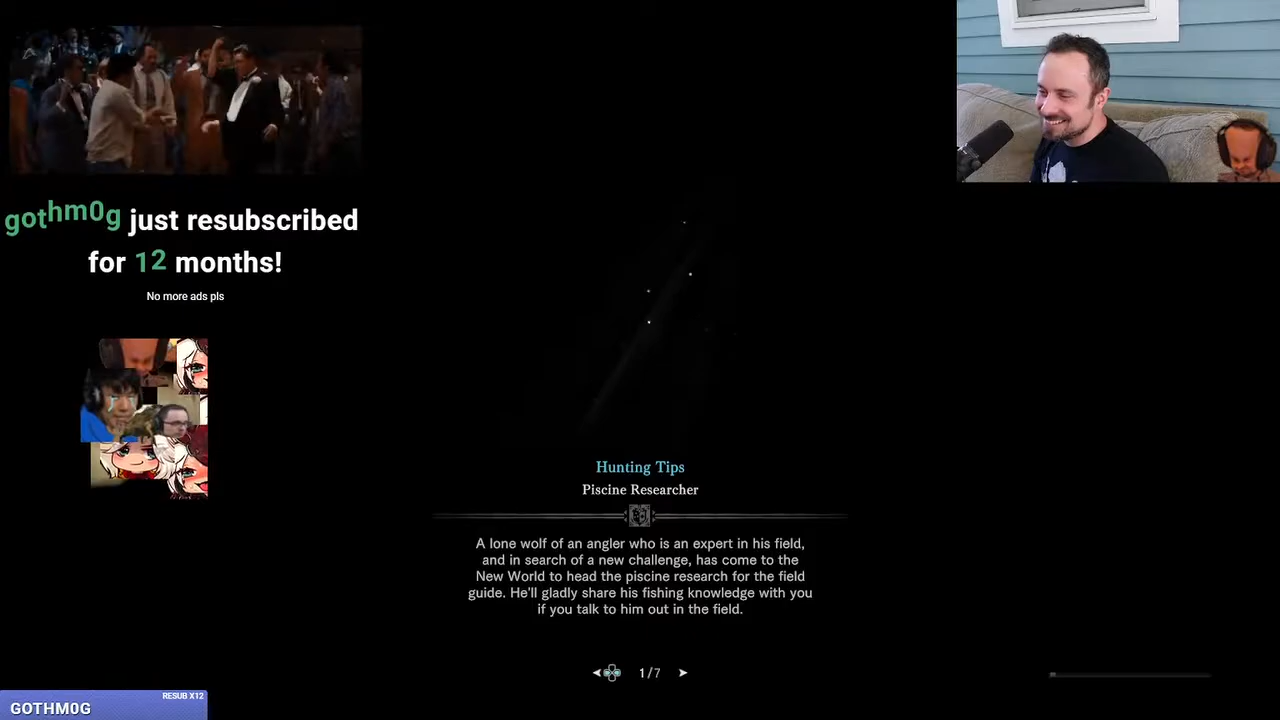 gothm0g just resubscribed
for 12 months!
No more ads pls
Hunting Tips
Piscine Researcher
A lone wolf of an angler who is an expert in his field,
and in search of a new challenge, has come to the
New World to head the piscine research for the field
guide. He'll gladly share his fishing knowledge with you
if you talk to him out in the field.
1/7
RESUB X12
GOTHM0G